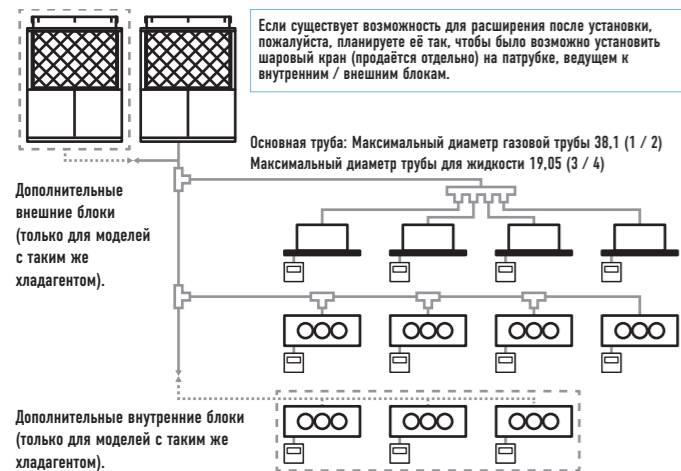 Если существует возможность для расширения после установки,
пожалуйста, планируете её так, чтобы было возможно установить
шаровый кран (продаётся отдельно) на патрубке, ведущем к
внутренним / внешним блокам.
Основная труба: Максимальный диаметр газовой трубы 38,1 (1 / 2)
Максимальный диаметр трубы для жидкости 19,05 (3 / 4)
Дополнительные
внешние блоки
(только для моделей
с таким же
хладагентом).
Дополнительные внутренние блоки
(только для моделей с таким же
хладагентом).